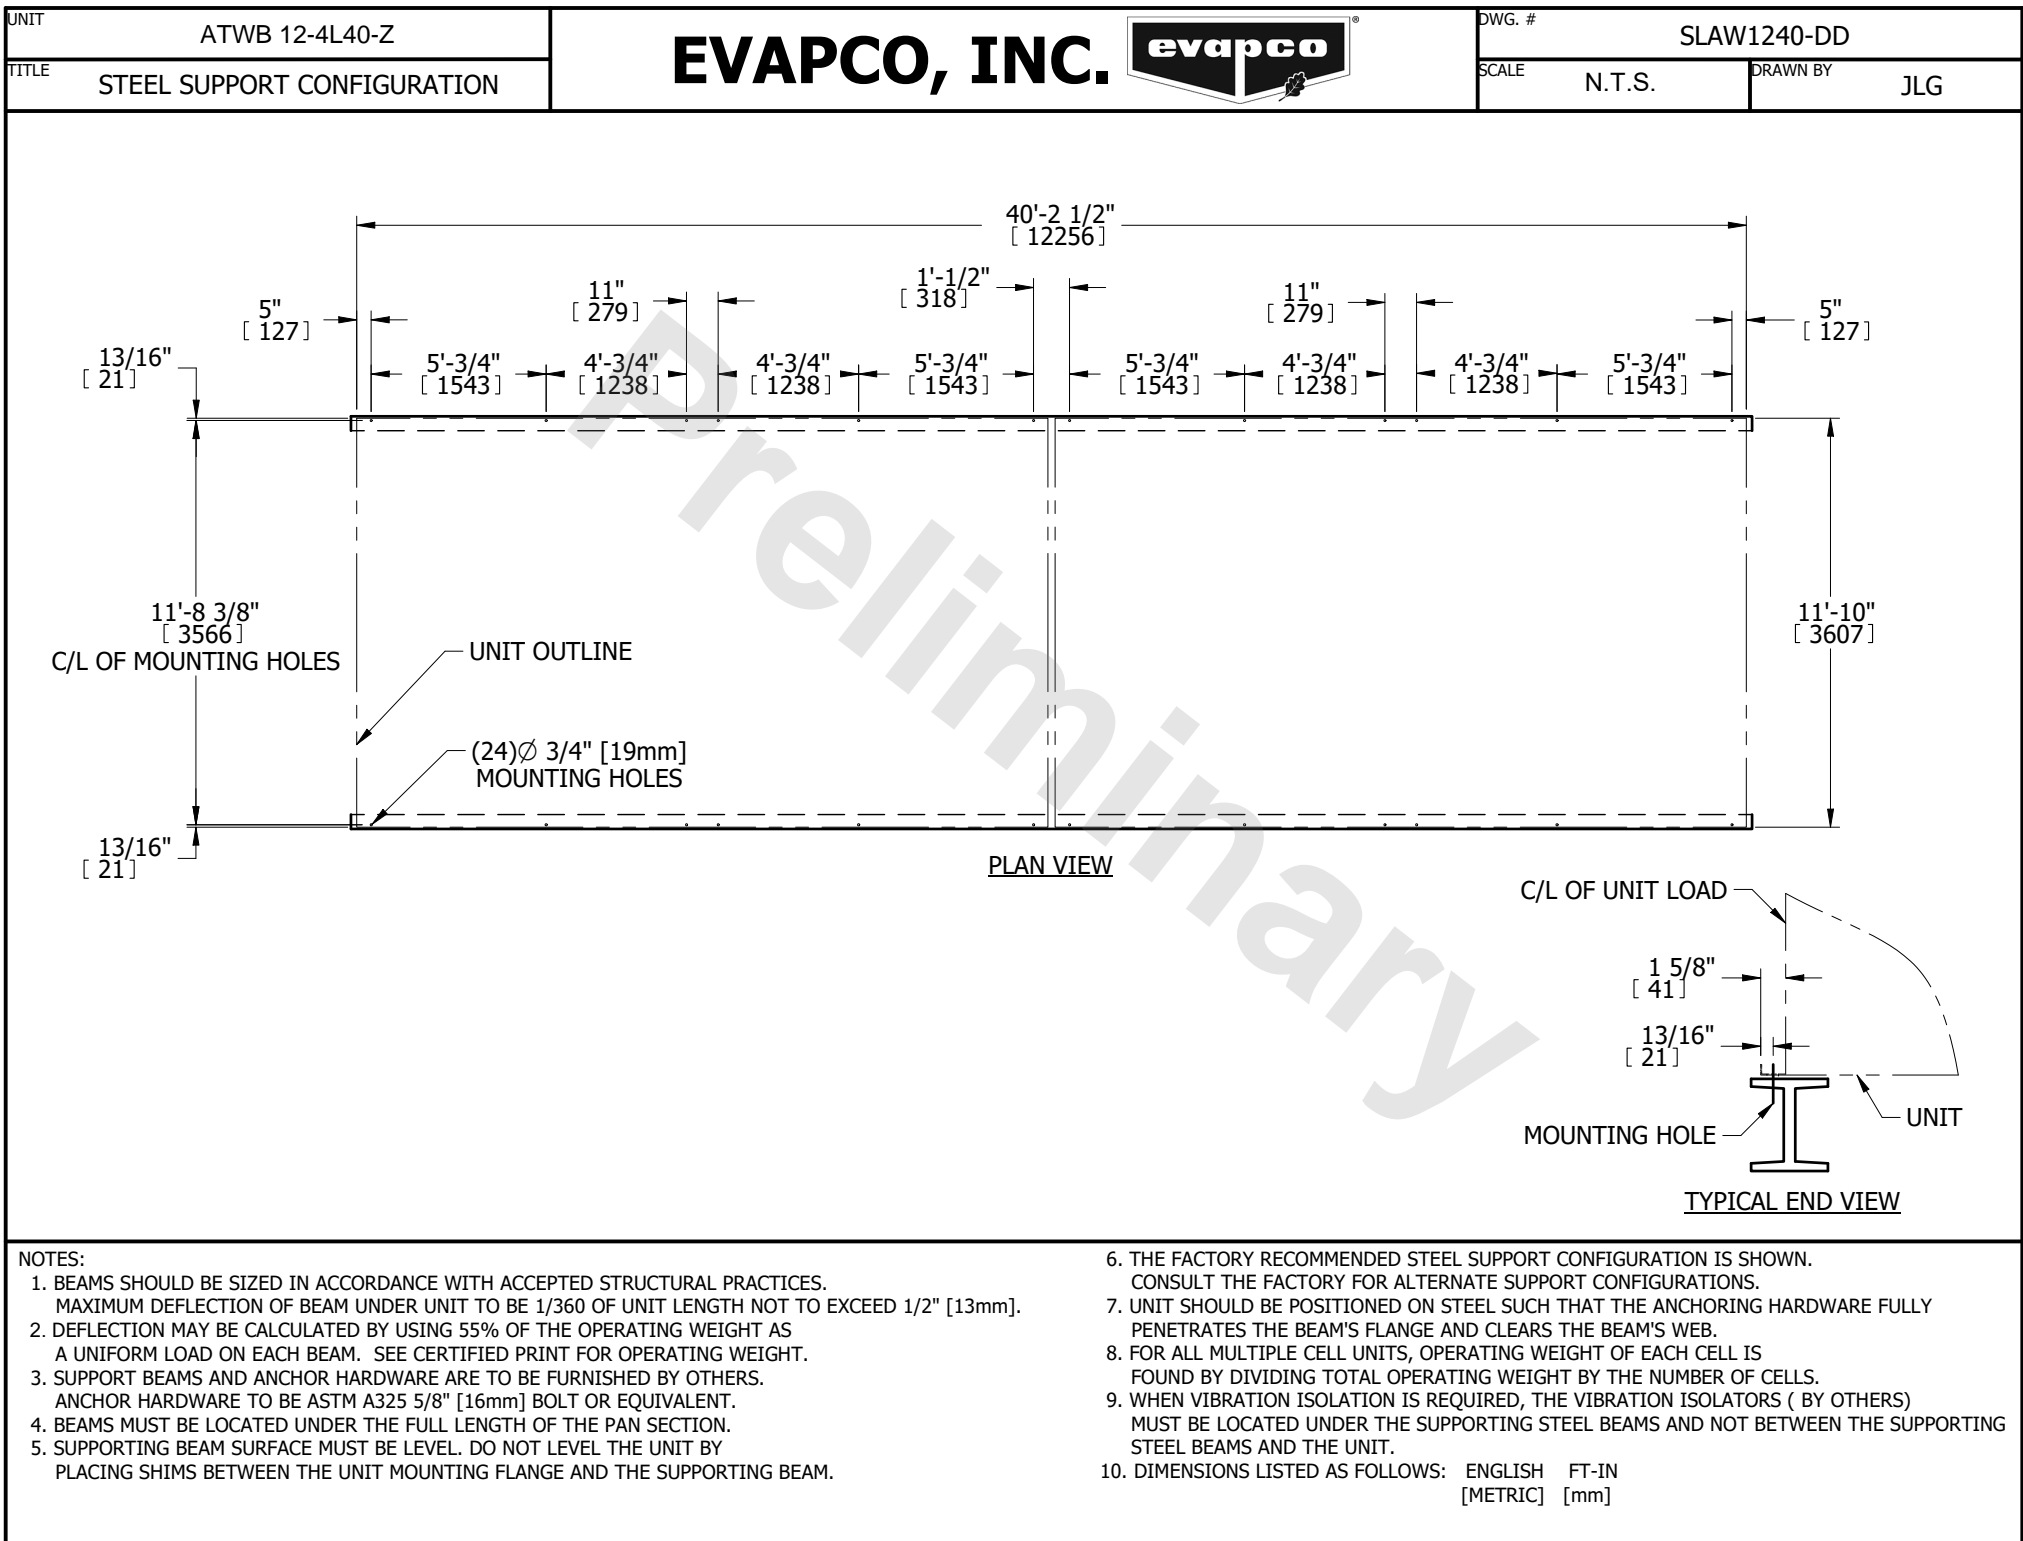 UNIT
ATWB 12-4L40-Z
TITLE
STEEL SUPPORT CONFIGURATION
EVAPCO, INC.
evapco
®
DWG. #
SLAW1240-DD
SCALE
N.T.S.
DRAWN BY
JLG
40'-2 1/2"
[ 12256]
5"
[ 127]
11"
[ 279]
1'-1/2"
[ 318]
11"
[ 279]
5"
[ 127]
13/16"
[ 21]
5'-3/4"
[ 1543]
4'-3/4"
[ 1238]
4'-3/4"
[ 1238]
5'-3/4"
[ 1543]
5'-3/4"
[ 1543]
4'-3/4"
[ 1238]
4'-3/4"
[ 1238]
5'-3/4"
[ 1543]
11'-8 3/8"
[ 3566]
C/L OF MOUNTING HOLES
UNIT OUTLINE
(24)∅ 3/4" [19mm]
MOUNTING HOLES
11'-10"
[ 3607]
13/16"
[ 21]
PLAN VIEW
Preliminary
C/L OF UNIT LOAD
1 5/8"
[ 41]
13/16"
[ 21]
MOUNTING HOLE
UNIT
TYPICAL END VIEW
NOTES:
1. BEAMS SHOULD BE SIZED IN ACCORDANCE WITH ACCEPTED STRUCTURAL PRACTICES.
MAXIMUM DEFLECTION OF BEAM UNDER UNIT TO BE 1/360 OF UNIT LENGTH NOT TO EXCEED 1/2" [13mm].
2. DEFLECTION MAY BE CALCULATED BY USING 55% OF THE OPERATING WEIGHT AS
A UNIFORM LOAD ON EACH BEAM. SEE CERTIFIED PRINT FOR OPERATING WEIGHT.
3. SUPPORT BEAMS AND ANCHOR HARDWARE ARE TO BE FURNISHED BY OTHERS.
ANCHOR HARDWARE TO BE ASTM A325 5/8" [16mm] BOLT OR EQUIVALENT.
4. BEAMS MUST BE LOCATED UNDER THE FULL LENGTH OF THE PAN SECTION.
5. SUPPORTING BEAM SURFACE MUST BE LEVEL. DO NOT LEVEL THE UNIT BY
PLACING SHIMS BETWEEN THE UNIT MOUNTING FLANGE AND THE SUPPORTING BEAM.
6. THE FACTORY RECOMMENDED STEEL SUPPORT CONFIGURATION IS SHOWN.
CONSULT THE FACTORY FOR ALTERNATE SUPPORT CONFIGURATIONS.
7. UNIT SHOULD BE POSITIONED ON STEEL SUCH THAT THE ANCHORING HARDWARE FULLY
PENETRATES THE BEAM'S FLANGE AND CLEARS THE BEAM'S WEB.
8. FOR ALL MULTIPLE CELL UNITS, OPERATING WEIGHT OF EACH CELL IS
FOUND BY DIVIDING TOTAL OPERATING WEIGHT BY THE NUMBER OF CELLS.
9. WHEN VIBRATION ISOLATION IS REQUIRED, THE VIBRATION ISOLATORS ( BY OTHERS)
MUST BE LOCATED UNDER THE SUPPORTING STEEL BEAMS AND NOT BETWEEN THE SUPPORTING
STEEL BEAMS AND THE UNIT.
10. DIMENSIONS LISTED AS FOLLOWS: ENGLISH FT-IN
[METRIC] [mm]